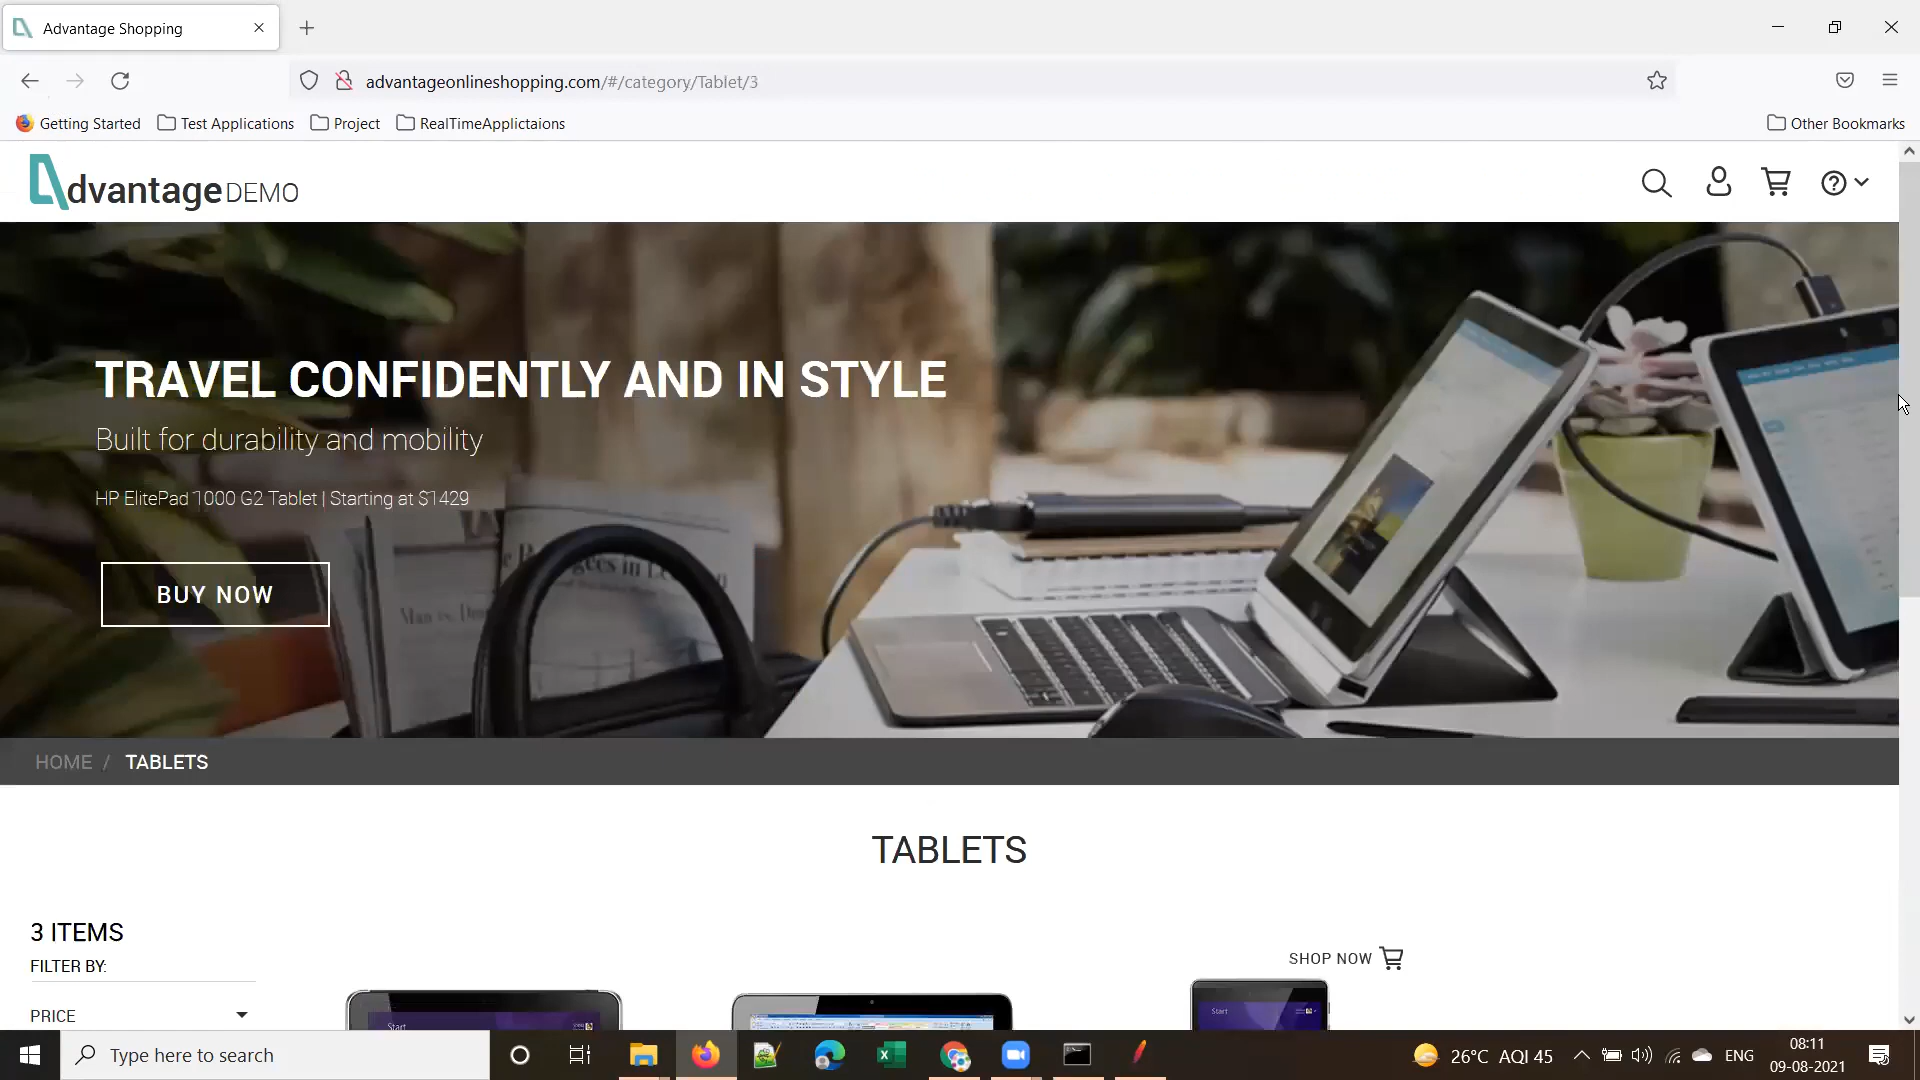 Advantage Shopping
advantageonlineshopping.com/#/category/Tablet/3
Getting Started Test Applications Project RealTimeApplictaions Other Bookmarks
dvantage DEMO
TRAVEL CONFIDENTLY AND IN STYLE
Built for durability and mobility
HP ElitePad 1000 G2 Tablet | Starting at $1429
BUY NOW
HOME / TABLETS
TABLETS
3 ITEMS
FILTER BY:
SHOP NOW
PRICE
Start
Start
Type here to search
26°C AQI 45
ENG
08:11
09-08-2021